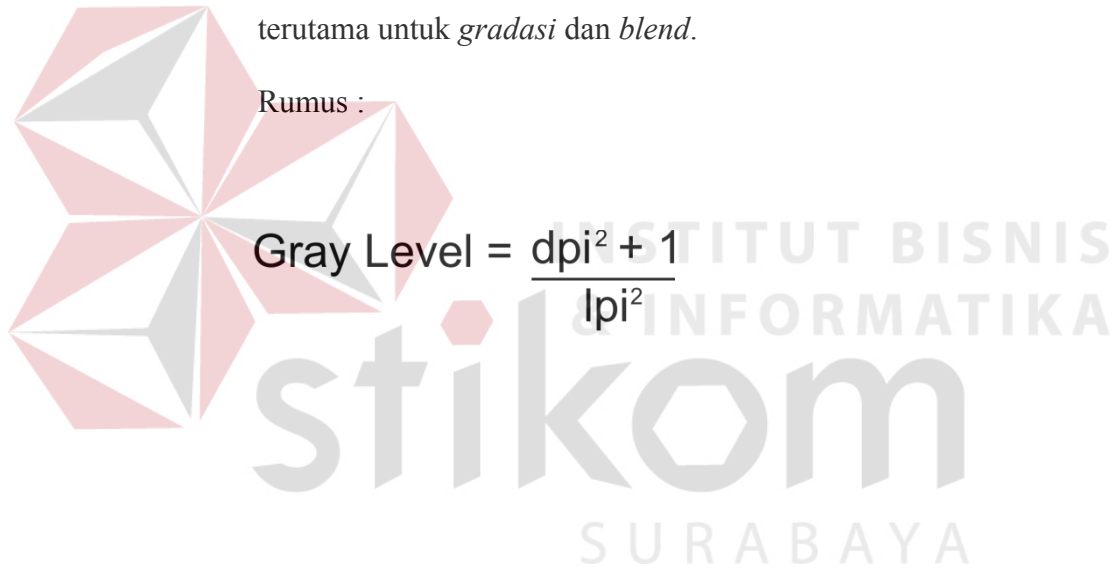 terutama untuk gradasi dan blend.
Rumus :
Gray Level = dpi² + 1
lpi²
INSTITUT BISNIS
& INFORMATIKA
stikom
SURABAYA